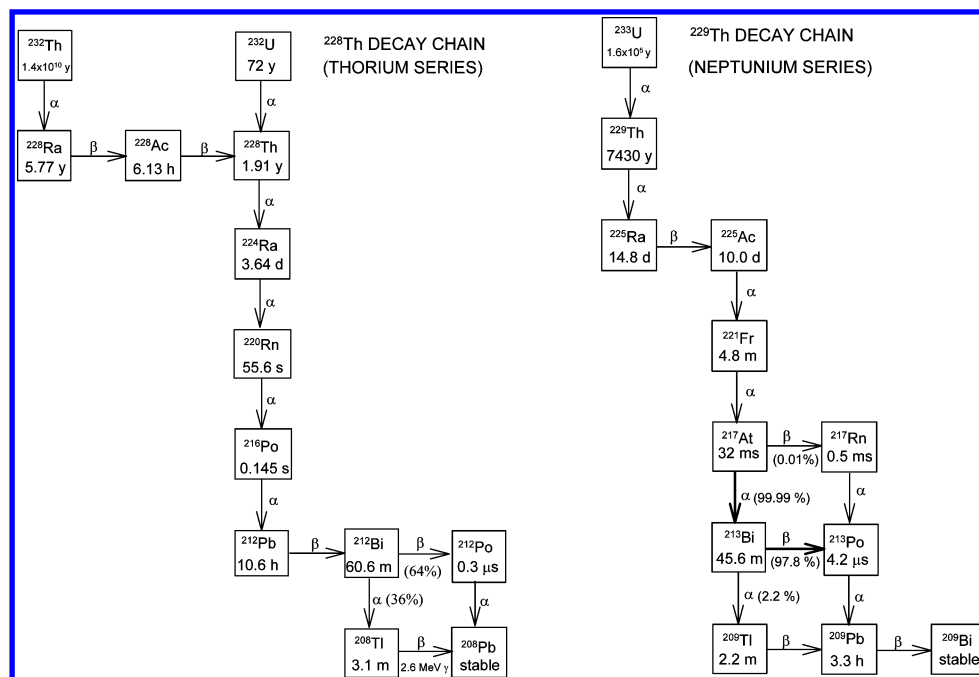 ²³²Th
1.4x10¹⁰ y
α
²²⁸Ra
5.77 y
β
²²⁸Ac
6.13 h
β
²³²U
72 y
α
²²⁸Th DECAY CHAIN
(THORIUM SERIES)
²²⁸Th
1.91 y
α
²²⁴Ra
3.64 d
α
²²⁰Rn
55.6 s
α
²¹⁶Po
0.145 s
α
²¹²Pb
10.6 h
β
²¹²Bi
60.6 m
β
(64%)
²¹²Po
0.3 μs
α (36%)
α
²⁰⁸Tl
3.1 m
β
2.6 MeV γ
²⁰⁸Pb
stable
²³³U
1.6x10⁵ y
²²⁹Th DECAY CHAIN
(NEPTUNIUM SERIES)
α
²²⁹Th
7430 y
α
²²⁵Ra
14.8 d
β
²²⁵Ac
10.0 d
α
²²¹Fr
4.8 m
α
²¹⁷At
32 ms
β
(0.01%)
²¹⁷Rn
0.5 ms
α (99.99 %)
α
²¹³Bi
45.6 m
β
(97.8 %)
²¹³Po
4.2 μs
α (2.2 %)
α
²⁰⁹Tl
2.2 m
β
²⁰⁹Pb
3.3 h
β
²⁰⁹Bi
stable